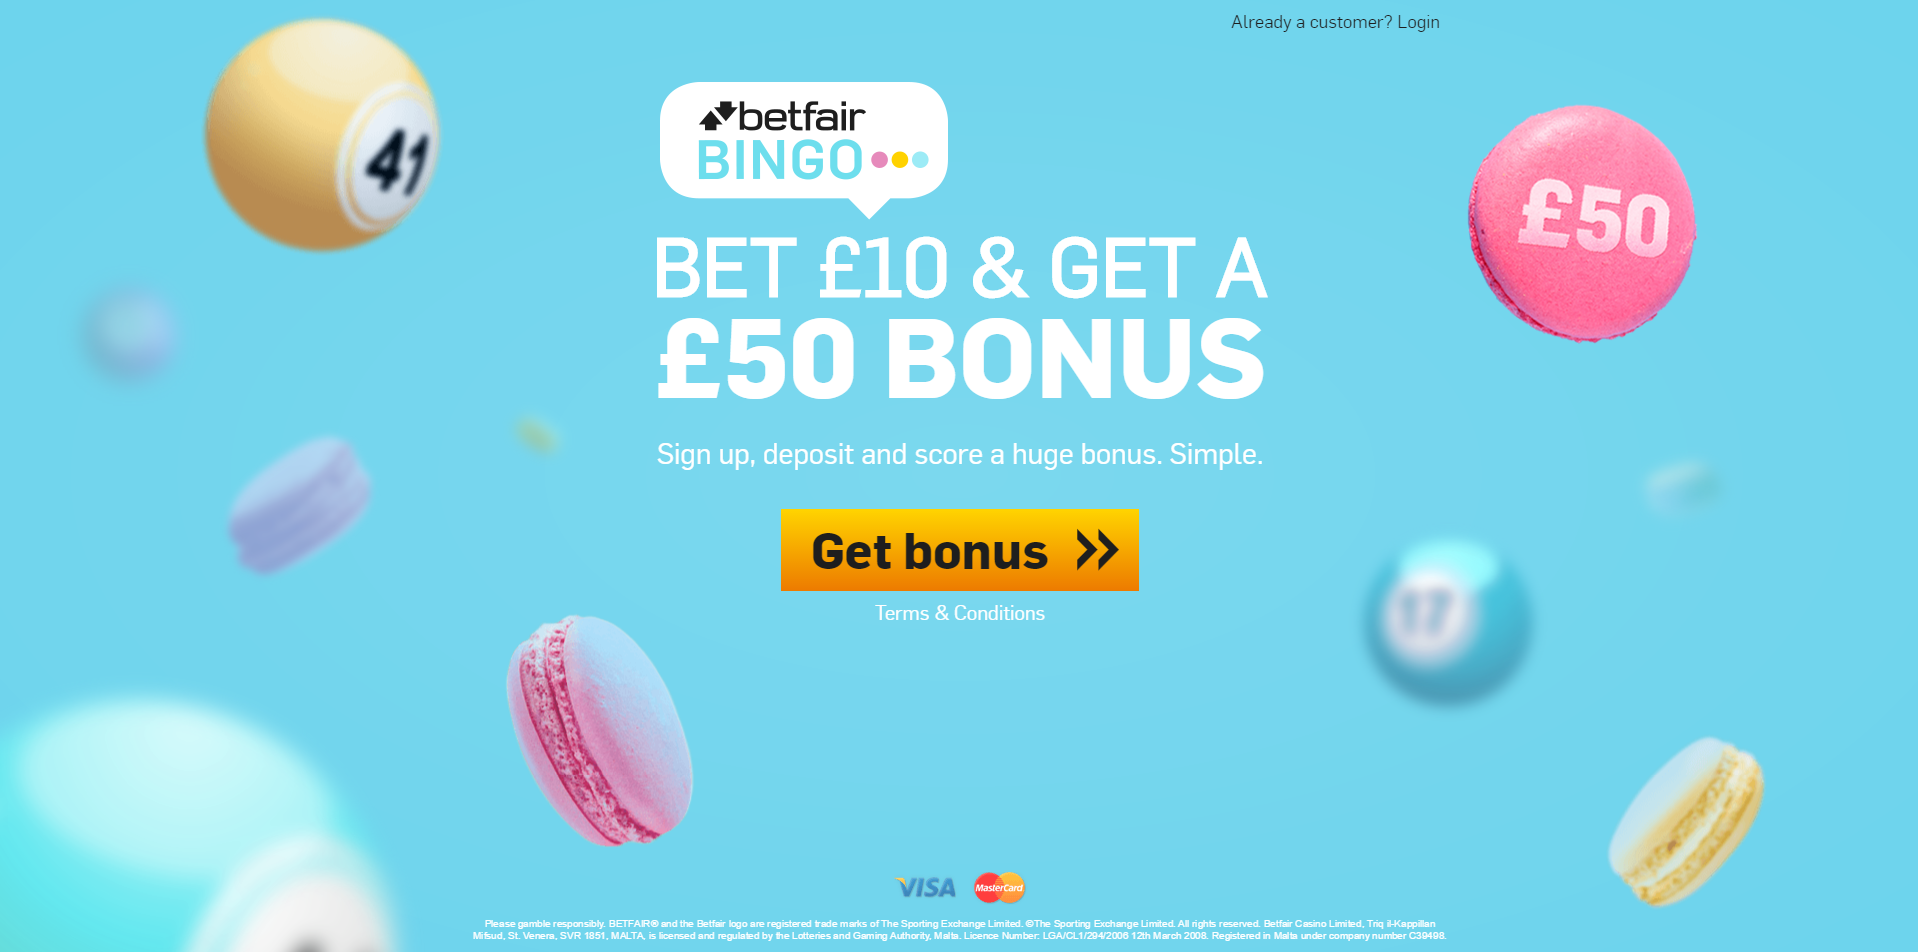 Already a customer? Login
41
betfair
BINGO
£50
BET £10 & GET A
£50 BONUS
Sign up, deposit and score a huge bonus. Simple.
Get bonus
17
Terms & Conditions
VISA
MasterCard
Please gamble responsibly. BETFAIR® and the Betfair logo are registered trade marks of The Sporting Exchange Limited. ©The Sporting Exchange Limited. All rights reserved. Betfair Casino Limited, Triq il-Kappillan
Mifsud, St. Venera, SVR 1851, MALTA, is licensed and regulated by the Lotteries and Gaming Authority, Malta. Licence Number: LGA/CL1/294/2006 12th March 2008. Registered in Malta under company number C39498.